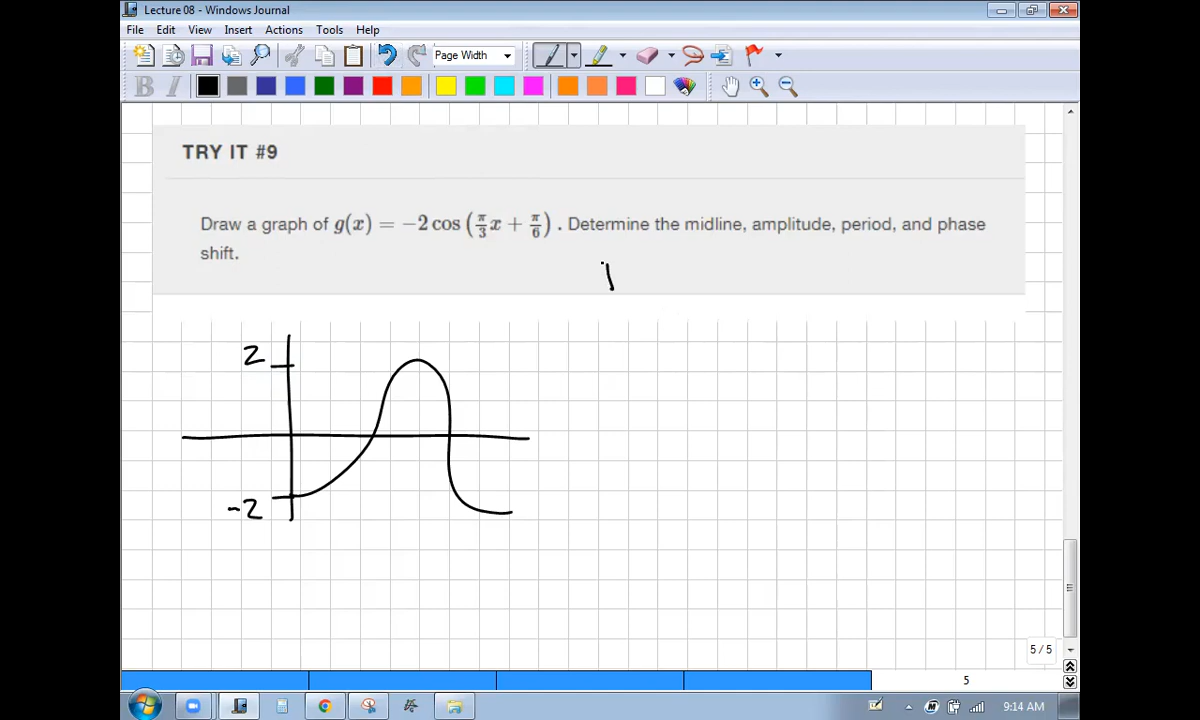 Lecture 08 - Windows Journal
File Edit View Insert Actions Tools Help
Page Width
B I
TRY IT #9
Draw a graph of g(x) = −2 cos (π/3 x + π/6) . Determine the midline, amplitude, period, and phase
shift.
2
-2
5 / 5
5
9:14 AM